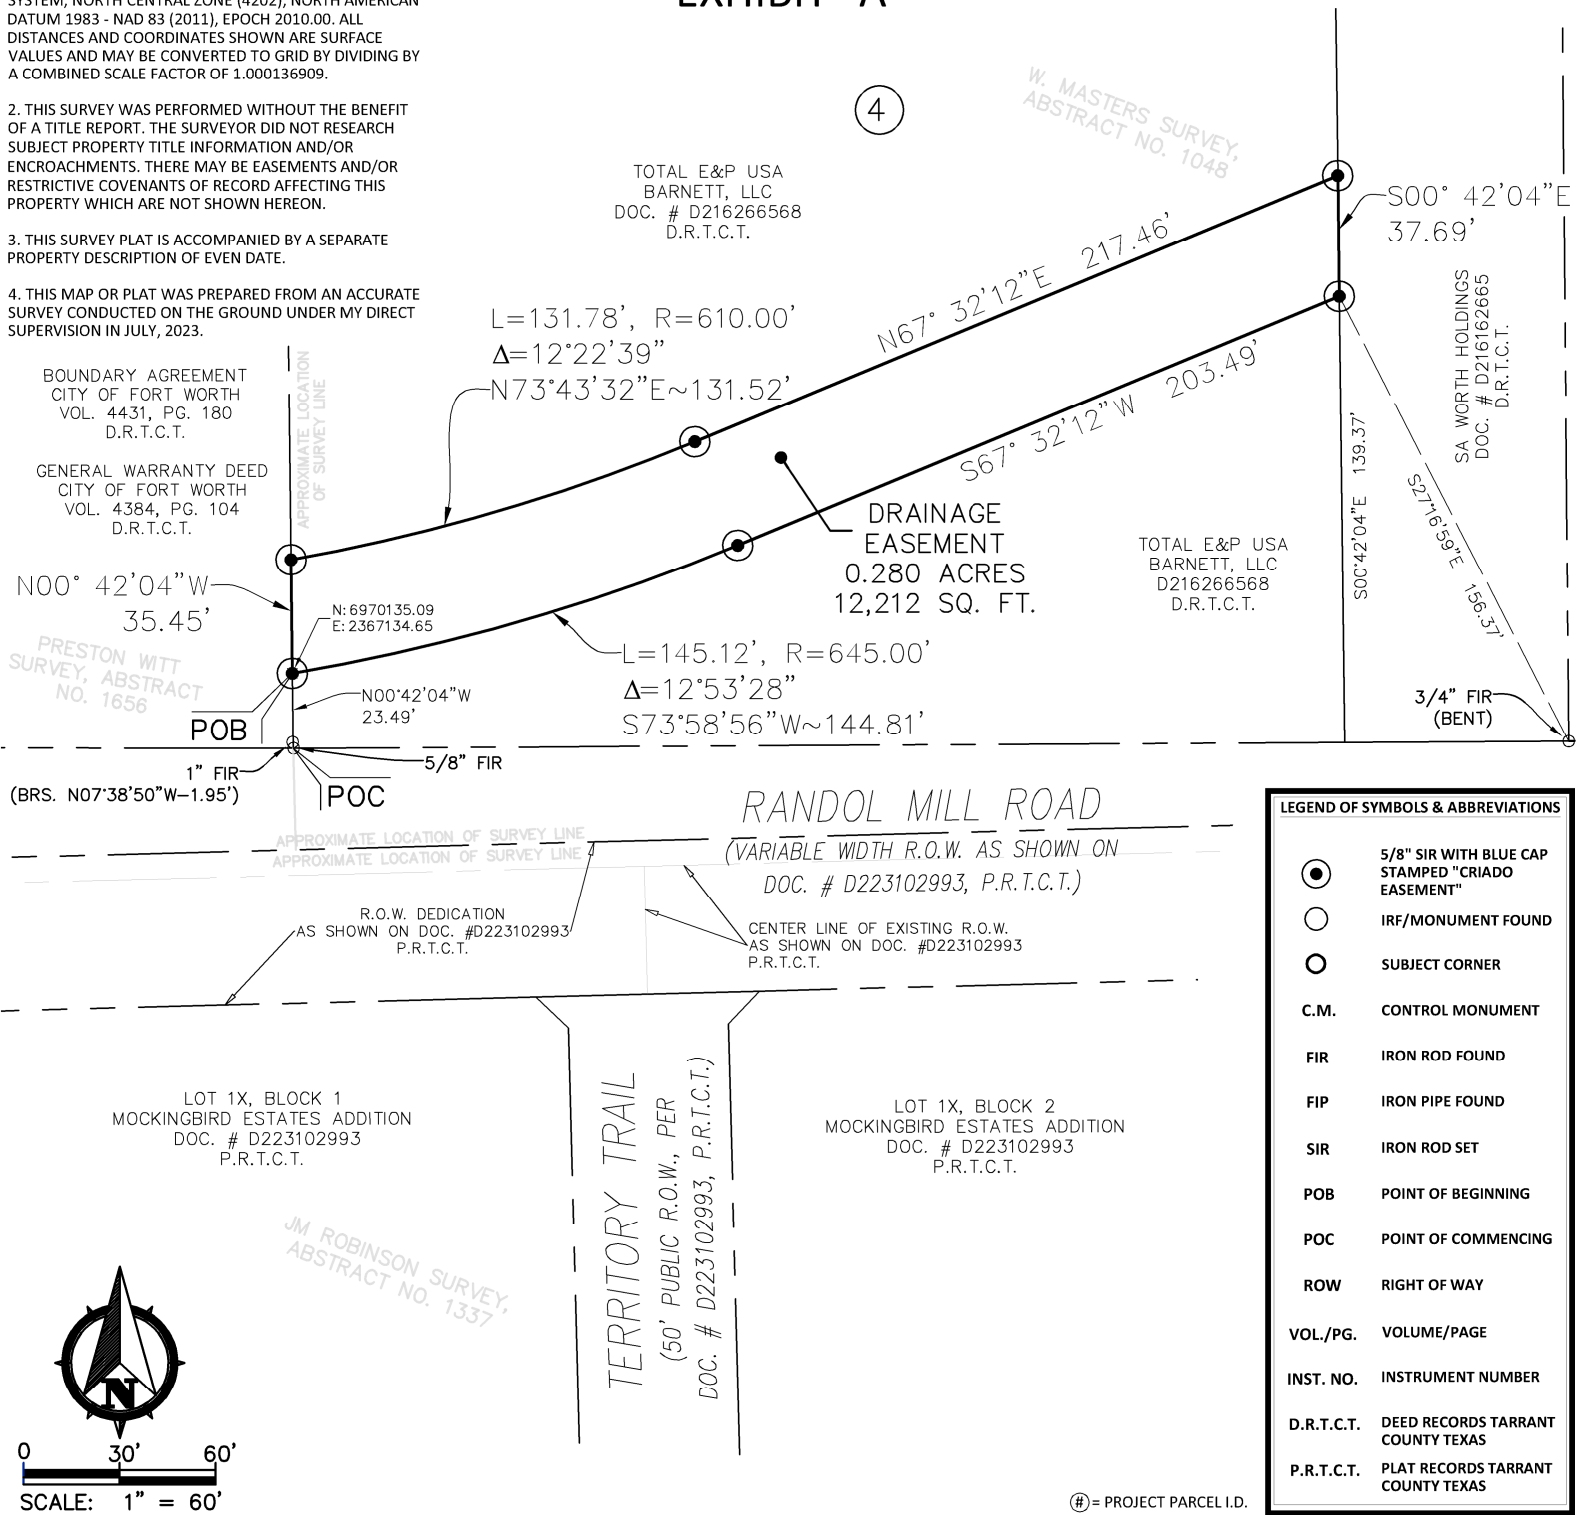 SYSTEM, NORTH CENTRAL ZONE (4202), NORTH AMERICAN
DATUM 1983 - NAD 83 (2011), EPOCH 2010.00. ALL
DISTANCES AND COORDINATES SHOWN ARE SURFACE
VALUES AND MAY BE CONVERTED TO GRID BY DIVIDING BY
A COMBINED SCALE FACTOR OF 1.000136909.
2. THIS SURVEY WAS PERFORMED WITHOUT THE BENEFIT
OF A TITLE REPORT. THE SURVEYOR DID NOT RESEARCH
SUBJECT PROPERTY TITLE INFORMATION AND/OR
ENCROACHMENTS. THERE MAY BE EASEMENTS AND/OR
RESTRICTIVE COVENANTS OF RECORD AFFECTING THIS
PROPERTY WHICH ARE NOT SHOWN HEREON.
3. THIS SURVEY PLAT IS ACCOMPANIED BY A SEPARATE
PROPERTY DESCRIPTION OF EVEN DATE.
4. THIS MAP OR PLAT WAS PREPARED FROM AN ACCURATE
SURVEY CONDUCTED ON THE GROUND UNDER MY DIRECT
SUPERVISION IN JULY, 2023.
EXHIBIT "A"
4
W. MASTERS SURVEY,
ABSTRACT NO. 1048
TOTAL E&P USA
BARNETT, LLC
DOC. # D216266568
D.R.T.C.T.
S00° 42'04"E
37.69'
N67° 32'12"E 217.46'
S67° 32'12"W 203.49'
SA WORTH HOLDINGS
DOC. # D216162665
D.R.T.C.T.
L=131.78', R=610.00'
Δ=12°22'39"
N73°43'32"E~131.52'
BOUNDARY AGREEMENT
CITY OF FORT WORTH
VOL. 4431, PG. 180
D.R.T.C.T.
GENERAL WARRANTY DEED
CITY OF FORT WORTH
VOL. 4384, PG. 104
D.R.T.C.T.
APPROXIMATE LOCATION
OF SURVEY LINE
N00° 42'04"W
35.45'
N: 6970135.09
E: 2367134.65
DRAINAGE
EASEMENT
0.280 ACRES
12,212 SQ. FT.
TOTAL E&P USA
BARNETT, LLC
D216266568
D.R.T.C.T.
S00°42'04"E 139.37'
S27°16'59"E 156.37'
PRESTON WITT
SURVEY, ABSTRACT
NO. 1656
L=145.12', R=645.00'
Δ=12°53'28"
S73°58'56"W~144.81'
N00°42'04"W
23.49'
POB
3/4" FIR
(BENT)
1" FIR
(BRS. N07°38'50"W-1.95')
5/8" FIR
POC
RANDOL MILL ROAD
(VARIABLE WIDTH R.O.W. AS SHOWN ON
DOC. # D223102993, P.R.T.C.T.)
APPROXIMATE LOCATION OF SURVEY LINE
APPROXIMATE LOCATION OF SURVEY LINE
R.O.W. DEDICATION
AS SHOWN ON DOC. #D223102993
P.R.T.C.T.
CENTER LINE OF EXISTING R.O.W.
AS SHOWN ON DOC. #D223102993
P.R.T.C.T.
LOT 1X, BLOCK 1
MOCKINGBIRD ESTATES ADDITION
DOC. # D223102993
P.R.T.C.T.
TERRITORY TRAIL
(50' PUBLIC R.O.W., PER
DOC. # D223102993, P.R.T.C.T.)
LOT 1X, BLOCK 2
MOCKINGBIRD ESTATES ADDITION
DOC. # D223102993
P.R.T.C.T.
JM ROBINSON SURVEY,
ABSTRACT NO. 1337
N
0 30' 60'
SCALE: 1" = 60'
# = PROJECT PARCEL I.D.
LEGEND OF SYMBOLS & ABBREVIATIONS
5/8" SIR WITH BLUE CAP
STAMPED "CRIADO
EASEMENT"
IRF/MONUMENT FOUND
SUBJECT CORNER
C.M. CONTROL MONUMENT
FIR IRON ROD FOUND
FIP IRON PIPE FOUND
SIR IRON ROD SET
POB POINT OF BEGINNING
POC POINT OF COMMENCING
ROW RIGHT OF WAY
VOL./PG. VOLUME/PAGE
INST. NO. INSTRUMENT NUMBER
D.R.T.C.T. DEED RECORDS TARRANT
COUNTY TEXAS
P.R.T.C.T. PLAT RECORDS TARRANT
COUNTY TEXAS